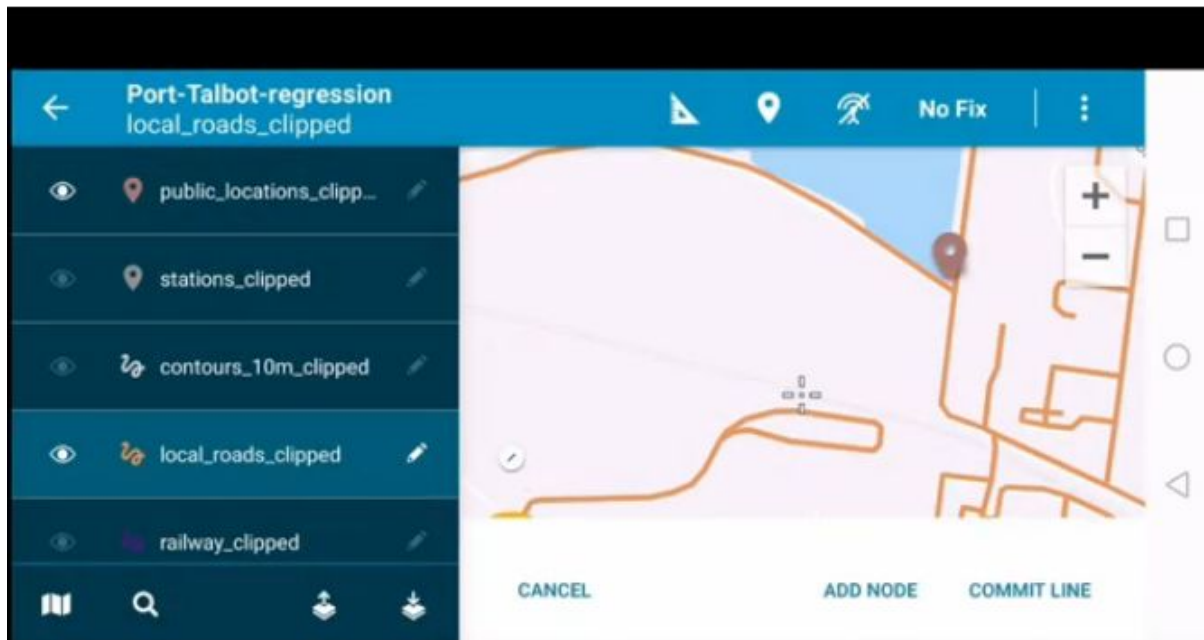 Port-Talbot-regression
local_roads_clipped
No Fix
public_locations_clipp...
stations_clipped
contours_10m_clipped
local_roads_clipped
railway_clipped
CANCEL
ADD NODE
COMMIT LINE